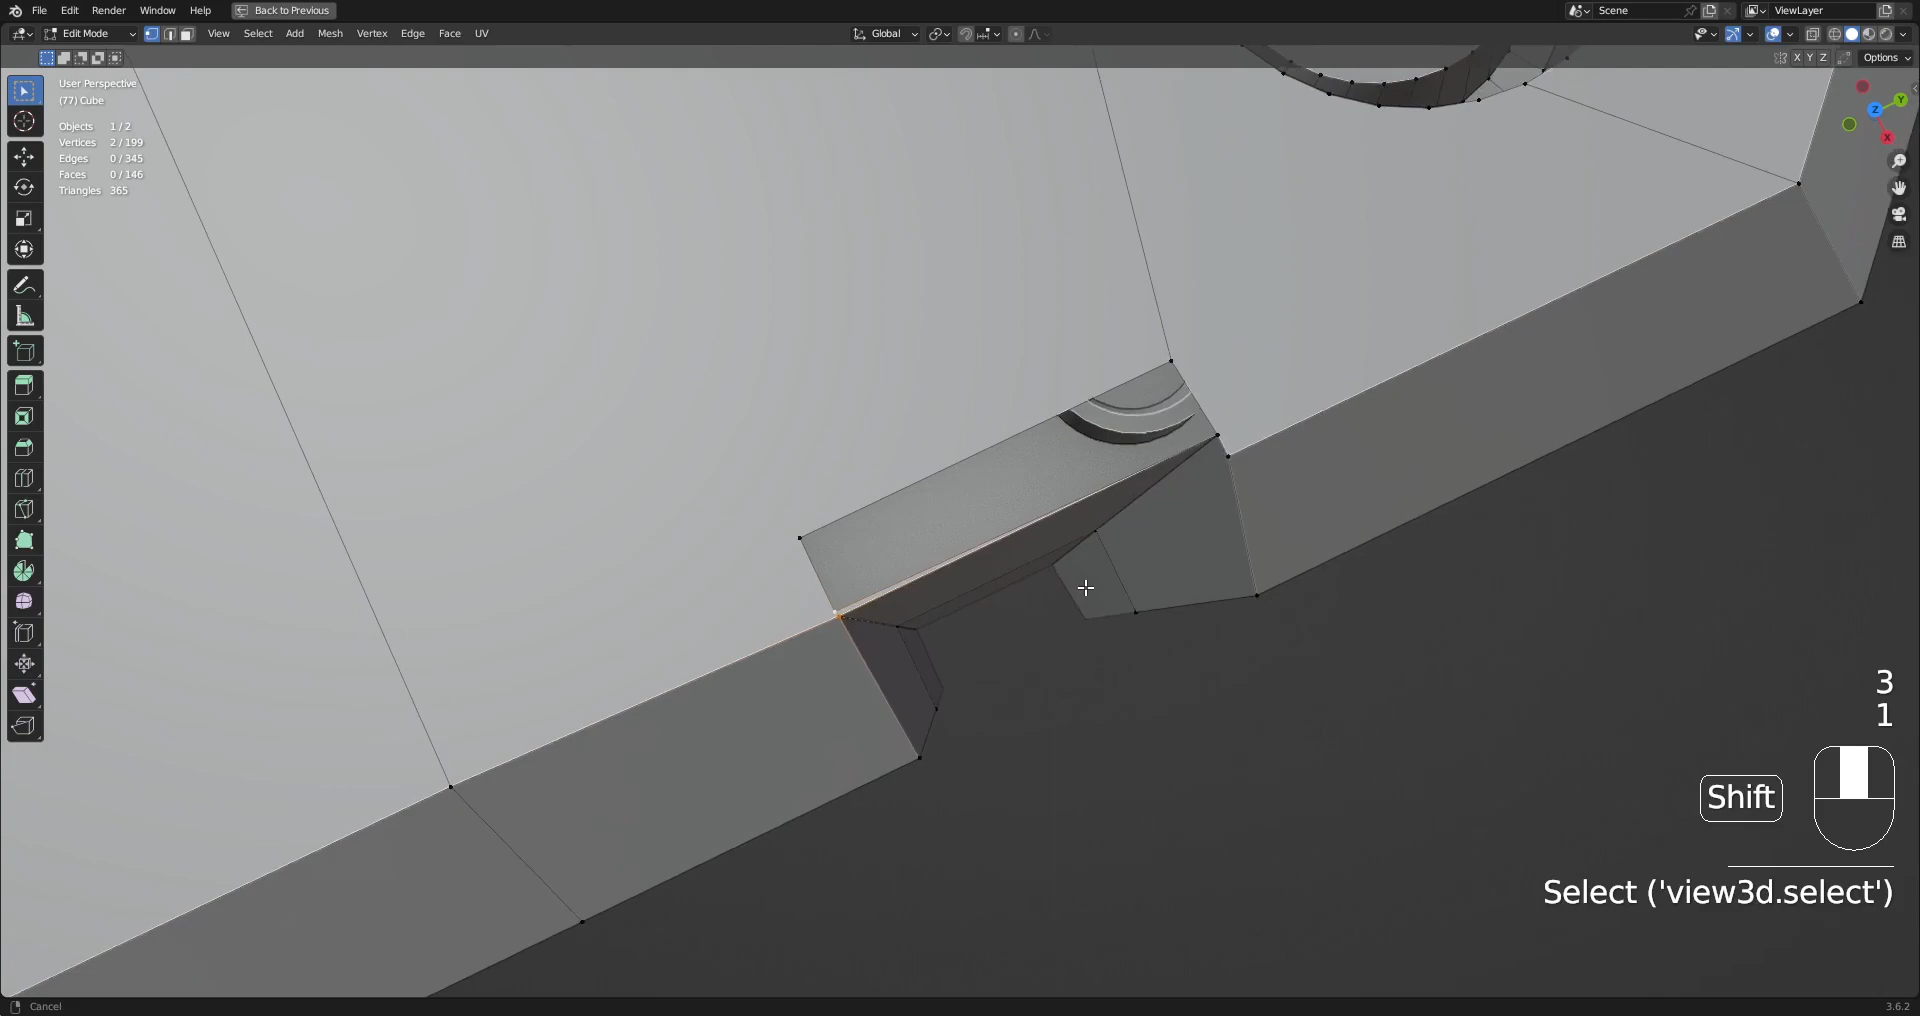 File Edit Render Window Help Back to Previous Scene ViewLayer
Edit Mode View Select Add Mesh Vertex Edge Face UV Global
X Y Z Options
User Perspective
(77) Cube
Objects 1 / 2
Vertices 2 / 199
Edges 0 / 345
Faces 0 / 146
Triangles 365
Y
Z
X
3
1
Shift
Select ('view3d.select')
Cancel 3.6.2